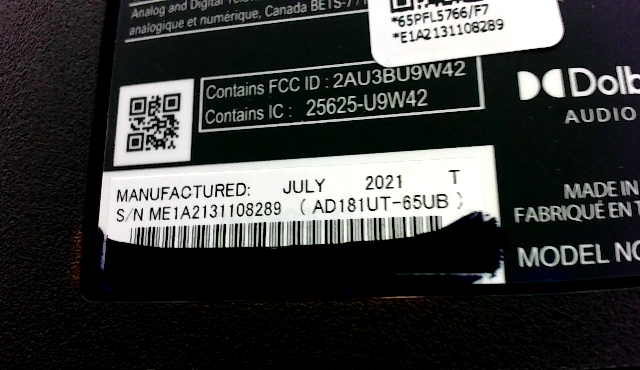 Analog and Digital
analogique et numérique, Canada BETS-7 /
*65PFL5766/F7
*E1A2131108289
Contains FCC ID : 2AU3BU9W42
Contains IC : 25625-U9W42
Dolb
AUDIO
MANUFACTURED: JULY 2021 T
S/N ME1A2131108289 ( AD181UT-65UB )
MADE IN
FABRIQUÉ EN T
MODEL NO